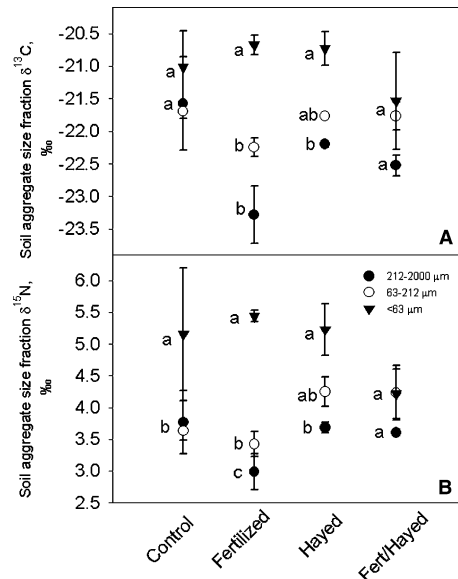 Soil aggregate size fraction δ¹³C,
‰
-20.5
-21.0
-21.5
-22.0
-22.5
-23.0
-23.5
a
a
a
b
b
a
ab
b
a
a
A
Soil aggregate size fraction δ¹⁵N,
‰
6.0
5.5
5.0
4.5
4.0
3.5
3.0
2.5
a
b
a
b
c
a
ab
b
a
a
212-2000 µm
63-212 µm
<63 µm
B
Control
Fertilized
Hayed
Fert/Hayed